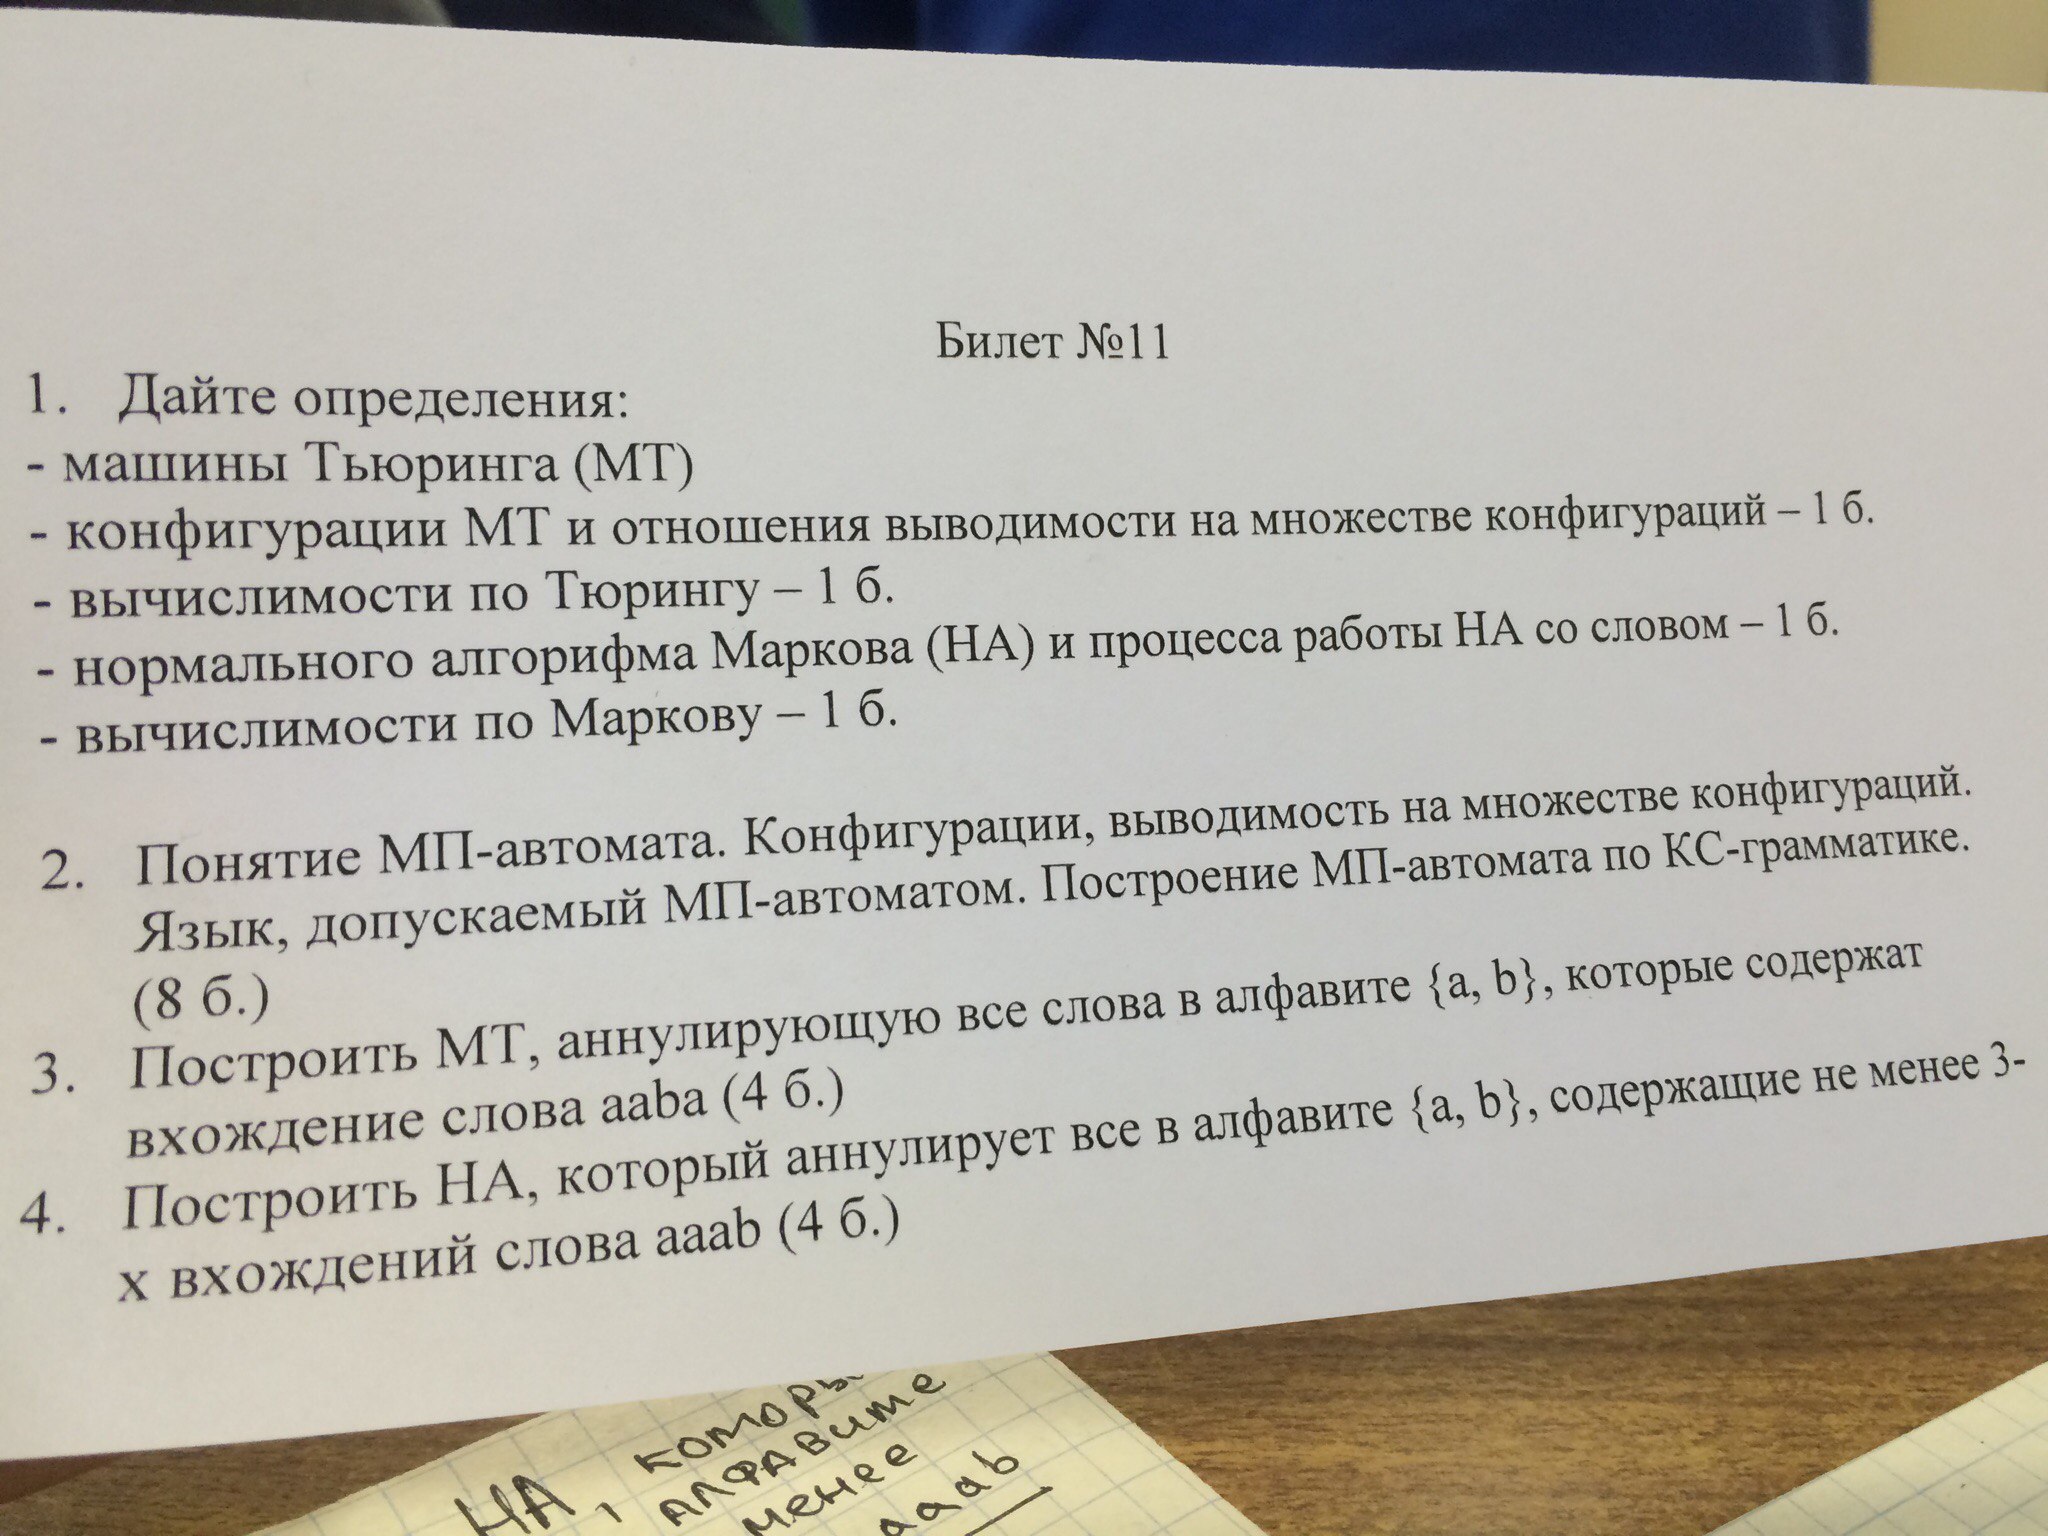 Билет №11
1. Дайте определения:
- машины Тьюринга (МТ)
- конфигурации МТ и отношения выводимости на множестве конфигураций – 1 б.
- вычислимости по Тюрингу – 1 б.
- нормального алгорифма Маркова (НА) и процесса работы НА со словом – 1 б.
- вычислимости по Маркову – 1 б.
2. Понятие МП-автомата. Конфигурации, выводимость на множестве конфигураций.
Язык, допускаемый МП-автоматом. Построение МП-автомата по КС-грамматике.
(8 б.)
3. Построить МТ, аннулирующую все слова в алфавите {a, b}, которые содержат
вхождение слова aaba (4 б.)
4. Построить НА, который аннулирует все в алфавите {a, b}, содержащие не менее 3-
х вхождений слова aaab (4 б.)
НА,
алфавите
менее
aaab